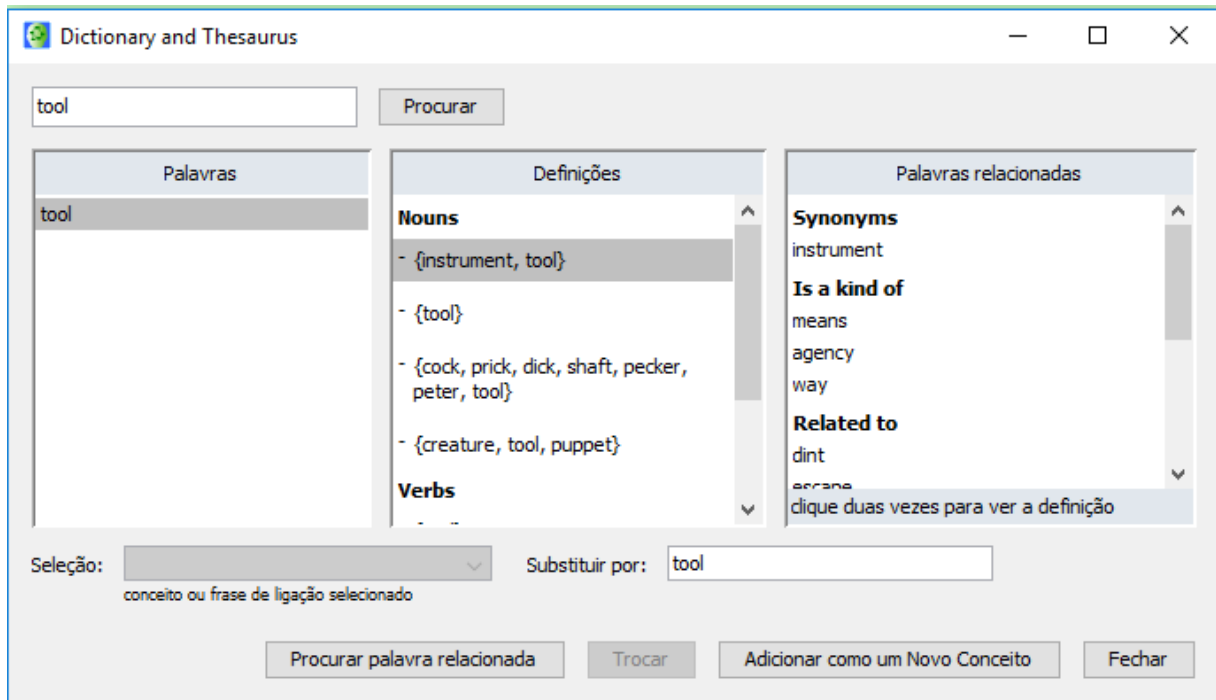 Dictionary and Thesaurus
tool
Procurar
Palavras
tool
Definições
Nouns
- {instrument, tool}
- {tool}
- {cock, prick, dick, shaft, pecker,
peter, tool}
- {creature, tool, puppet}
Verbs
Palavras relacionadas
Synonyms
instrument
Is a kind of
means
agency
way
Related to
dint
escape
clique duas vezes para ver a definição
Seleção:
Substituir por:
tool
conceito ou frase de ligação selecionado
Procurar palavra relacionada
Trocar
Adicionar como um Novo Conceito
Fechar